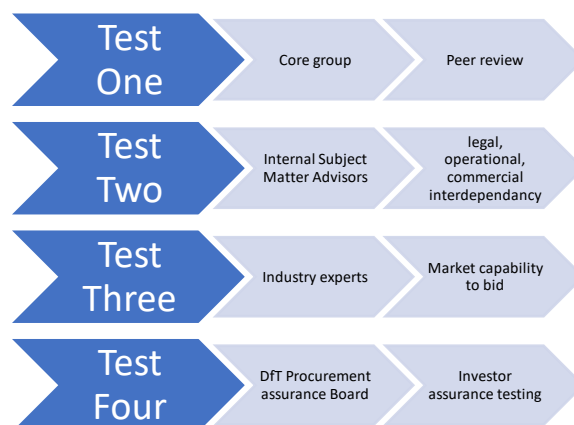 Test
One
Core group
Peer review
Test
Two
Internal Subject
Matter Advisors
legal,
operational,
commercial
interdependancy
Test
Three
Industry experts
Market capability
to bid
Test
Four
DfT Procurement
assurance Board
Investor
assurance testing